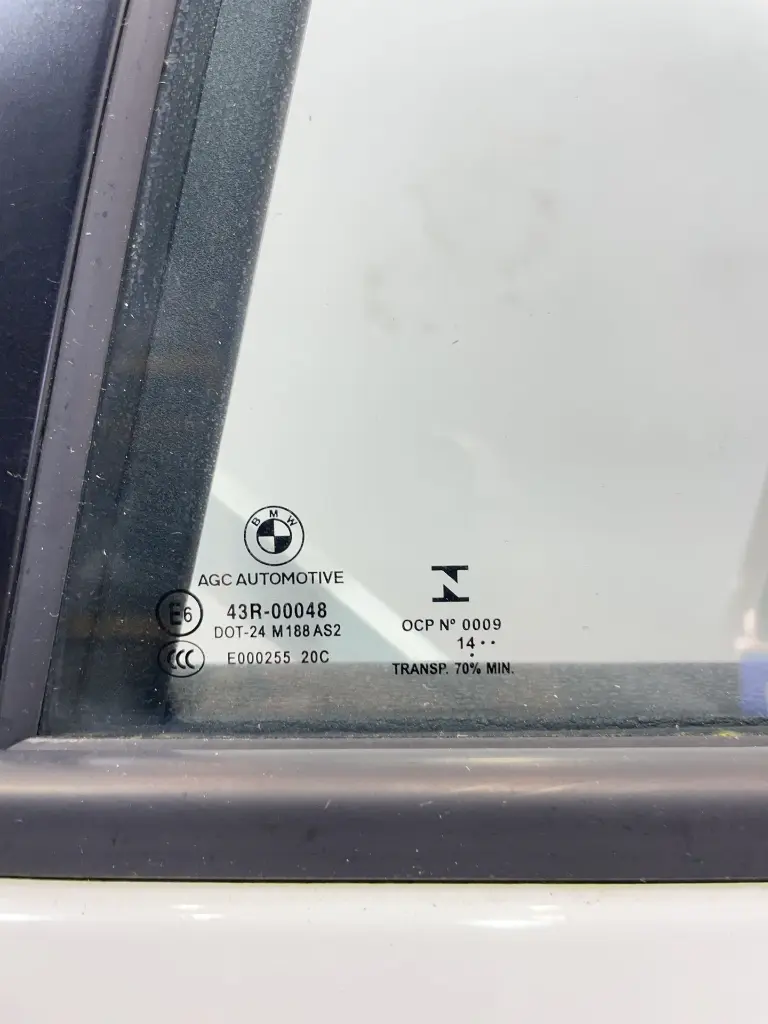 BMW
AGC AUTOMOTIVE
E6 43R-00048
DOT-24 M188 AS2
CCC E000255 20C
N
OCP Nº 0009
14··
·
TRANSP. 70% MIN.